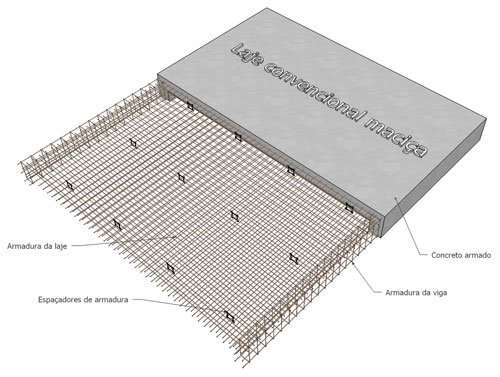 Laje convencional maciça
Armadura da laje
Concreto armado
Armadura da viga
Espaçadores de armadura